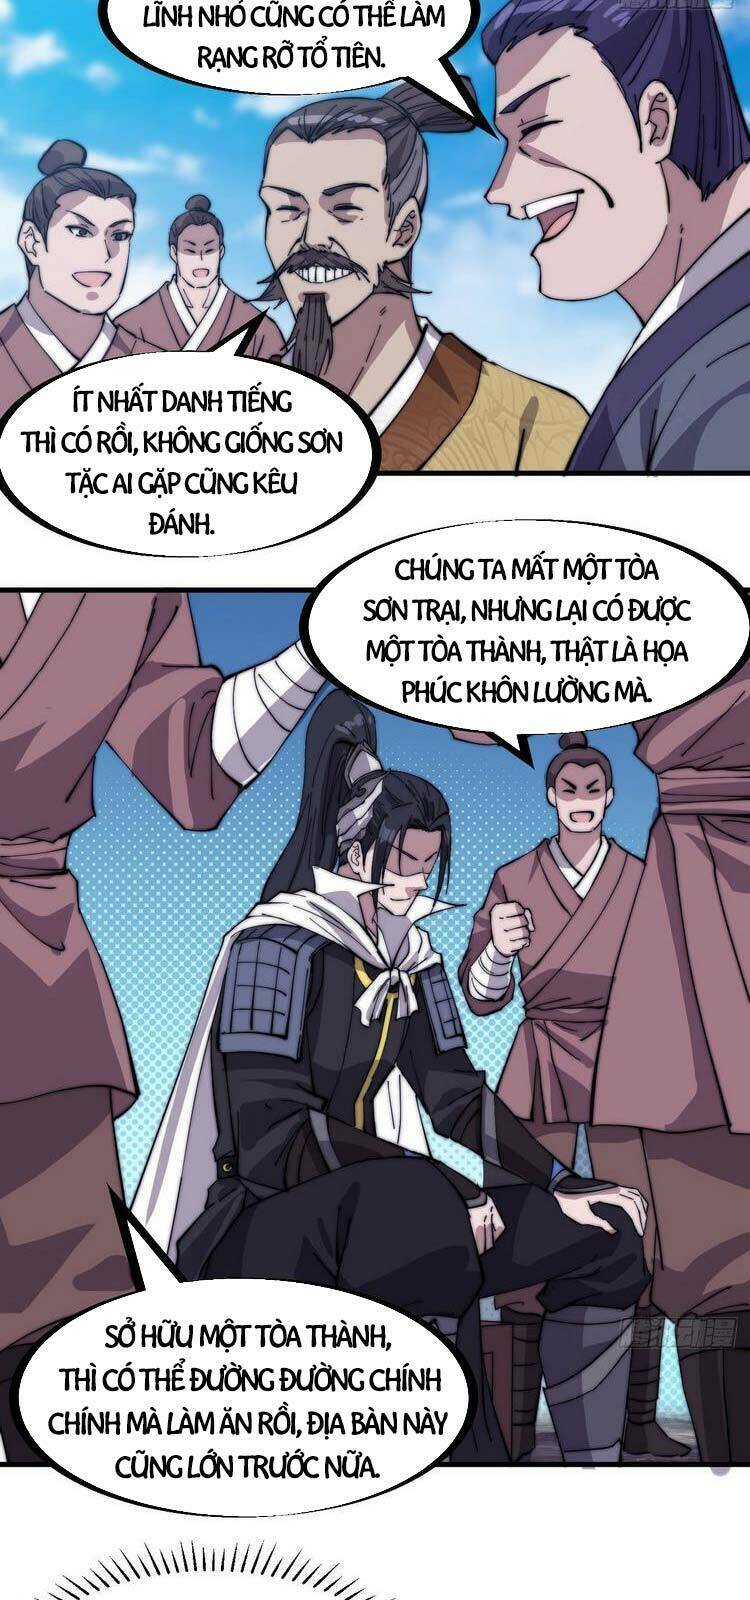 LĨNH NHỎ CŨNG CÓ THỂ LÀM
RẠNG RỠ TỔ TIÊN.
ÍT NHẤT DANH TIẾNG
THÌ CÓ RỒI, KHÔNG GIỐNG SƠN
TẶC AI GẶP CŨNG KÊU
ĐÁNH.
CHÚNG TA MẤT MỘT TÒA
SƠN TRẠI, NHƯNG LẠI CÓ ĐƯỢC
MỘT TÒA THÀNH, THẬT LÀ HỌA
PHÚC KHÔN LƯỜNG MÀ.
SỞ HỮU MỘT TÒA THÀNH,
THÌ CÓ THỂ ĐƯỜNG ĐƯỜNG CHÍNH
CHÍNH MÀ LÀM ĂN RỒI, ĐỊA BÀN NÀY
CŨNG LỚN TRƯỚC NỮA.